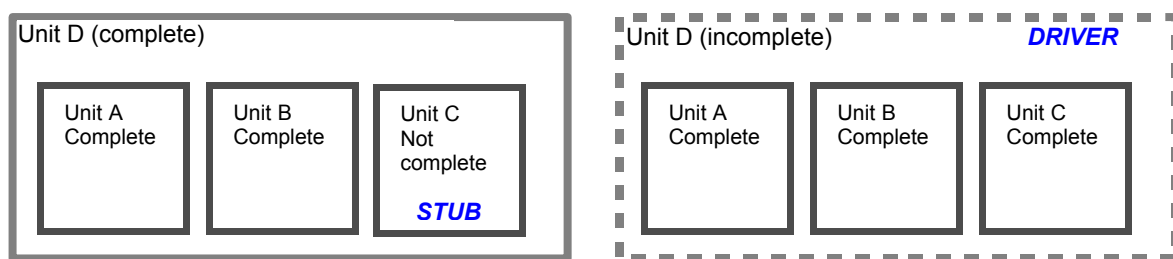 Unit D (complete)
Unit A
Complete
Unit B
Complete
Unit C
Not
complete
STUB
Unit D (incomplete)
DRIVER
Unit A
Complete
Unit B
Complete
Unit C
Complete